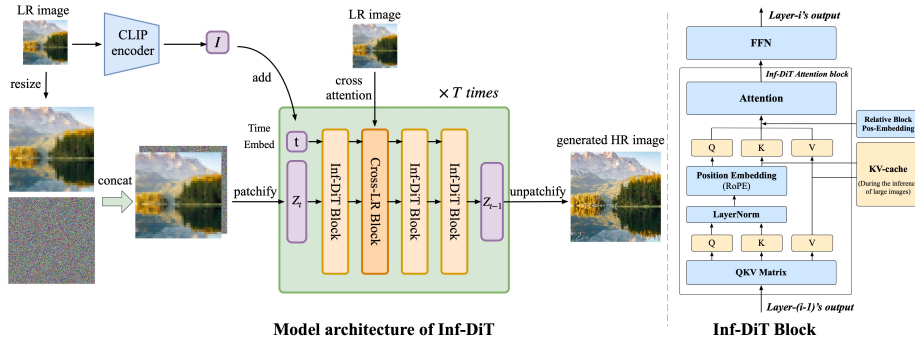 LR image
CLIP
encoder
I
resize
add
LR image
cross
attention
× T times
Time
Embed
t
concat
patchify
Z_t
Inf-DiT Block
Cross-LR Block
Inf-DiT Block
Inf-DiT Block
Z_{t-1}
unpatchify
generated HR image
Model architecture of Inf-DiT
Layer-i's output
FFN
Inf-DiT Attention block
Attention
Relative Block
Pos-Embedding
Q
K
V
KV-cache
(During the inference
of large images)
Position Embedding
(RoPE)
LayerNorm
Q
K
V
QKV Matrix
Layer-(i-1)'s output
Inf-DiT Block